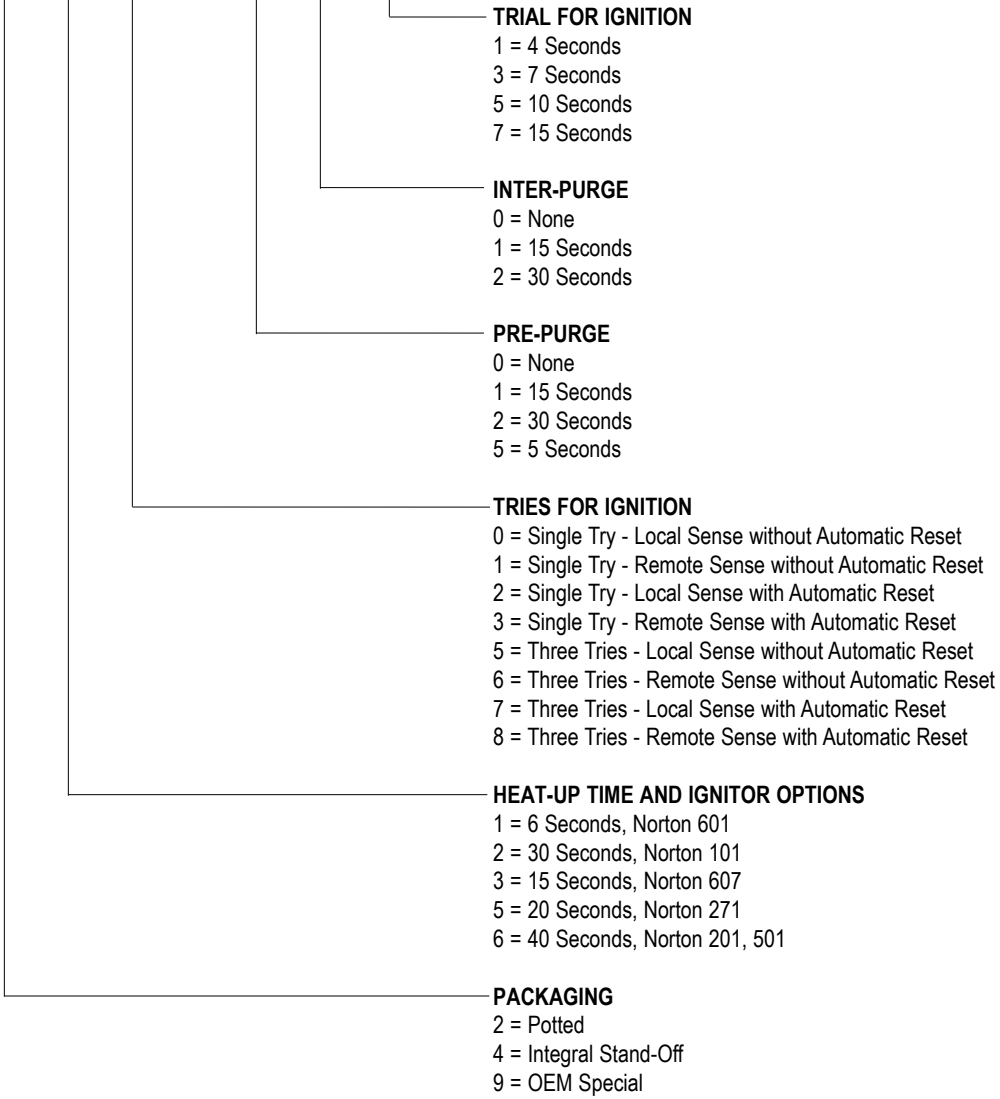 TRIAL FOR IGNITION
1 = 4 Seconds
3 = 7 Seconds
5 = 10 Seconds
7 = 15 Seconds
INTER-PURGE
0 = None
1 = 15 Seconds
2 = 30 Seconds
PRE-PURGE
0 = None
1 = 15 Seconds
2 = 30 Seconds
5 = 5 Seconds
TRIES FOR IGNITION
0 = Single Try - Local Sense without Automatic Reset
1 = Single Try - Remote Sense without Automatic Reset
2 = Single Try - Local Sense with Automatic Reset
3 = Single Try - Remote Sense with Automatic Reset
5 = Three Tries - Local Sense without Automatic Reset
6 = Three Tries - Remote Sense without Automatic Reset
7 = Three Tries - Local Sense with Automatic Reset
8 = Three Tries - Remote Sense with Automatic Reset
HEAT-UP TIME AND IGNITOR OPTIONS
1 = 6 Seconds, Norton 601
2 = 30 Seconds, Norton 101
3 = 15 Seconds, Norton 607
5 = 20 Seconds, Norton 271
6 = 40 Seconds, Norton 201, 501
PACKAGING
2 = Potted
4 = Integral Stand-Off
9 = OEM Special